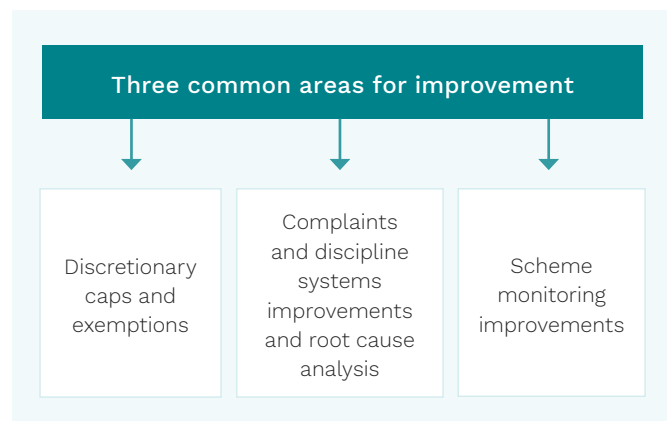 Three common areas for improvement
Discretionary
caps and
exemptions
Complaints
and discipline
systems
improvements
and root cause
analysis
Scheme
monitoring
improvements